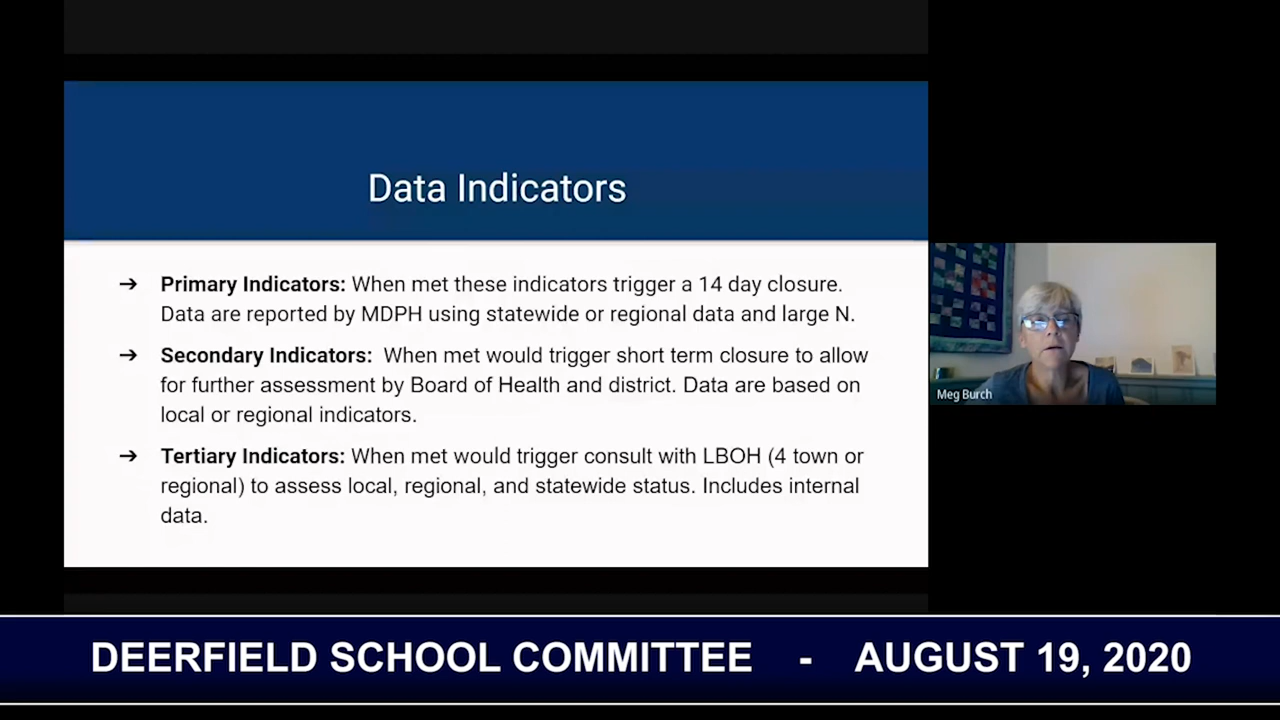 Data Indicators
➔ Primary Indicators: When met these indicators trigger a 14 day closure.
Data are reported by MDPH using statewide or regional data and large N.
➔ Secondary Indicators:  When met would trigger short term closure to allow
for further assessment by Board of Health and district. Data are based on
local or regional indicators.
➔ Tertiary Indicators: When met would trigger consult with LBOH (4 town or
regional) to assess local, regional, and statewide status. Includes internal
data.
Meg Burch
DEERFIELD SCHOOL COMMITTEE - AUGUST 19, 2020